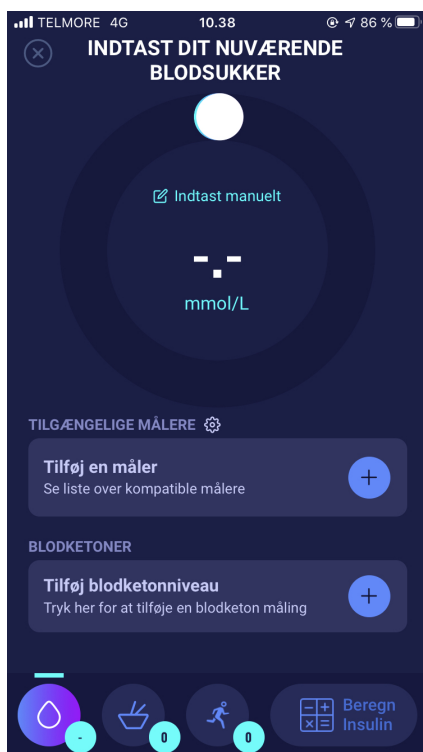 TELMORE 4G 10.38 86 %
INDTAST DIT NUVÆRENDE
BLODSUKKER
Indtast manuelt
-.-
mmol/L
TILGÆNGELIGE MÅLERE
Tilføj en måler
Se liste over kompatible målere
BLODKETONER
Tilføj blodketonniveau
Tryk her for at tilføje en blodketon måling
- 0 0
Beregn
Insulin